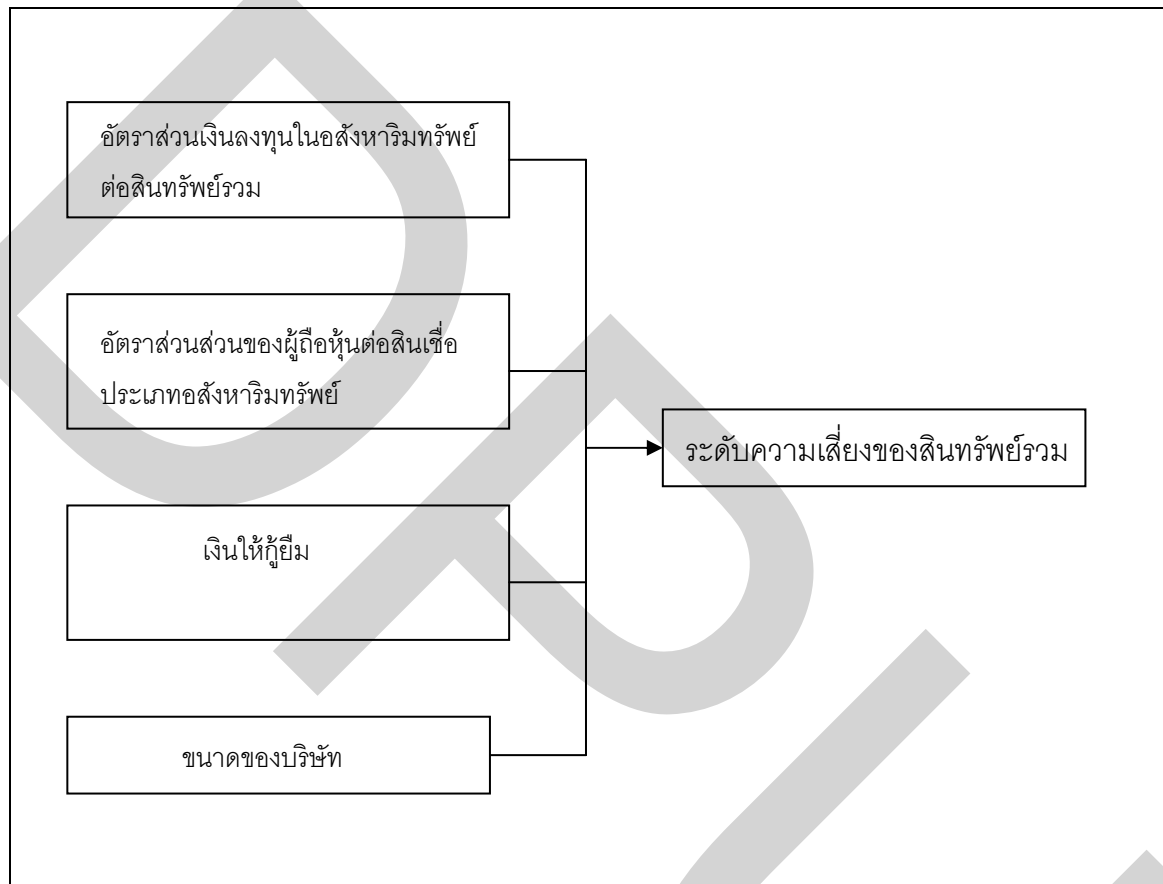 อัตราส่วนเงินลงทุนในอสังหาริมทรัพย์
ต่อสินทรัพย์รวม
อัตราส่วนส่วนของผู้ถือหุ้นต่อสินเชื่อ
ประเภทอสังหาริมทรัพย์
ระดับความเสี่ยงของสินทรัพย์รวม
เงินให้กู้ยืม
ขนาดของบริษัท